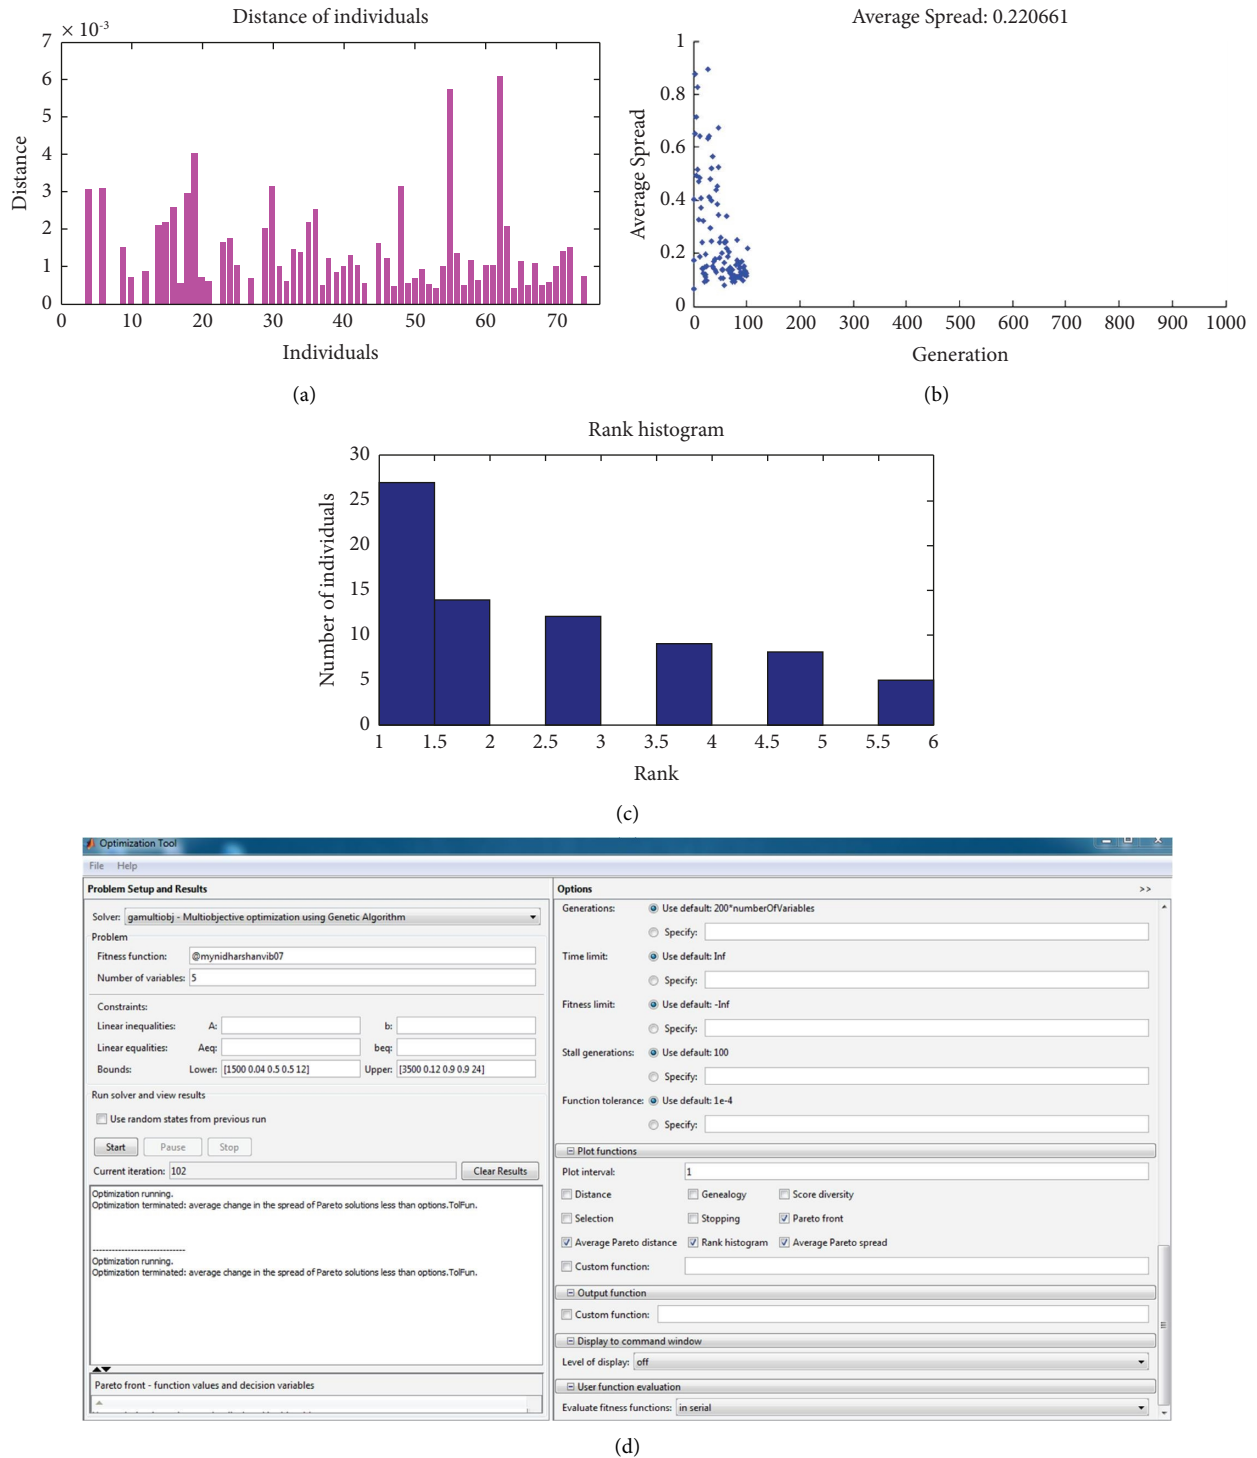 Distance of individuals
× 10⁻³
7
6
5
4
3
2
1
0
Distance
0 10 20 30 40 50 60 70
Individuals
(a)
Average Spread: 0.220661
1
0.8
0.6
0.4
0.2
0
Average Spread
0 100 200 300 400 500 600 700 800 900 1000
Generation
(b)
Rank histogram
30
25
20
15
10
5
0
Number of individuals
1 1.5 2 2.5 3 3.5 4 4.5 5 5.5 6
Rank
(c)
Optimization Tool
File Help
Problem Setup and Results
Solver: gamultiobj - Multiobjective optimization using Genetic Algorithm
Problem
Fitness function: @mynidharshanvib07
Number of variables: 5
Constraints:
Linear inequalities: A: b:
Linear equalities: Aeq: beq:
Bounds: Lower: [1500 0.04 0.5 0.5 12] Upper: [3500 0.12 0.9 0.9 24]
Run solver and view results
Use random states from previous run
Start Pause Stop
Current iteration: 102 Clear Results
Optimization running.
Optimization terminated: average change in the spread of Pareto solutions less than options.TolFun.
------------------------------
Optimization running.
Optimization terminated: average change in the spread of Pareto solutions less than options.TolFun.
Pareto front - function values and decision variables
Options >>
Generations: Use default: 200*numberOfVariables
Specify:
Time limit: Use default: Inf
Specify:
Fitness limit: Use default: -Inf
Specify:
Stall generations: Use default: 100
Specify:
Function tolerance: Use default: 1e-4
Specify:
Plot functions
Plot interval: 1
Distance Genealogy Score diversity
Selection Stopping Pareto front
Average Pareto distance Rank histogram Average Pareto spread
Custom function:
Output function
Custom function:
Display to command window
Level of display: off
User function evaluation
Evaluate fitness functions: in serial
(d)